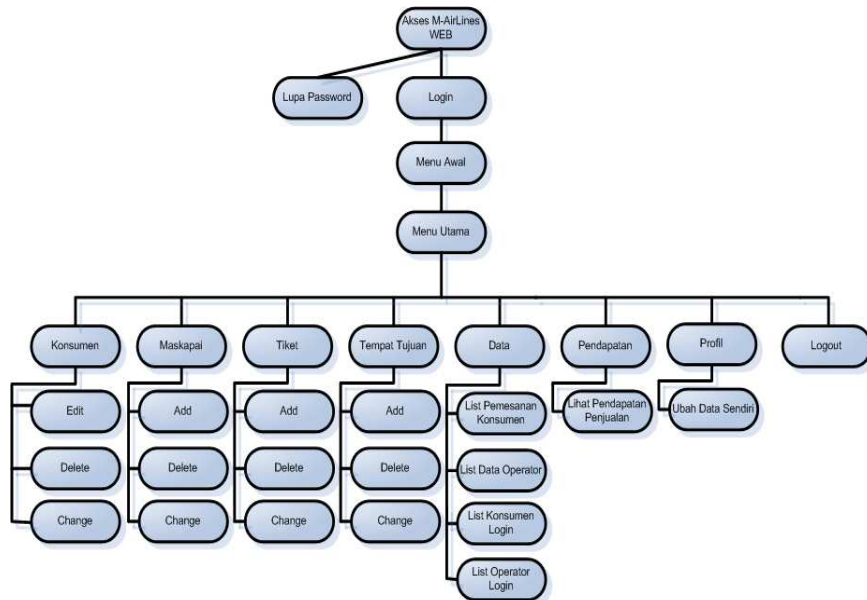 Akses M-AirLines
WEB
Lupa Password
Login
Menu Awal
Menu Utama
Konsumen
Maskapai
Tiket
Tempat Tujuan
Data
Pendapatan
Profil
Logout
Edit
Add
Add
Add
List Pemesanan
Konsumen
Lihat Pendapatan
Penjualan
Ubah Data Sendiri
Delete
Delete
Delete
Delete
List Data Operator
Change
Change
Change
Change
List Konsumen
Login
List Operator
Login